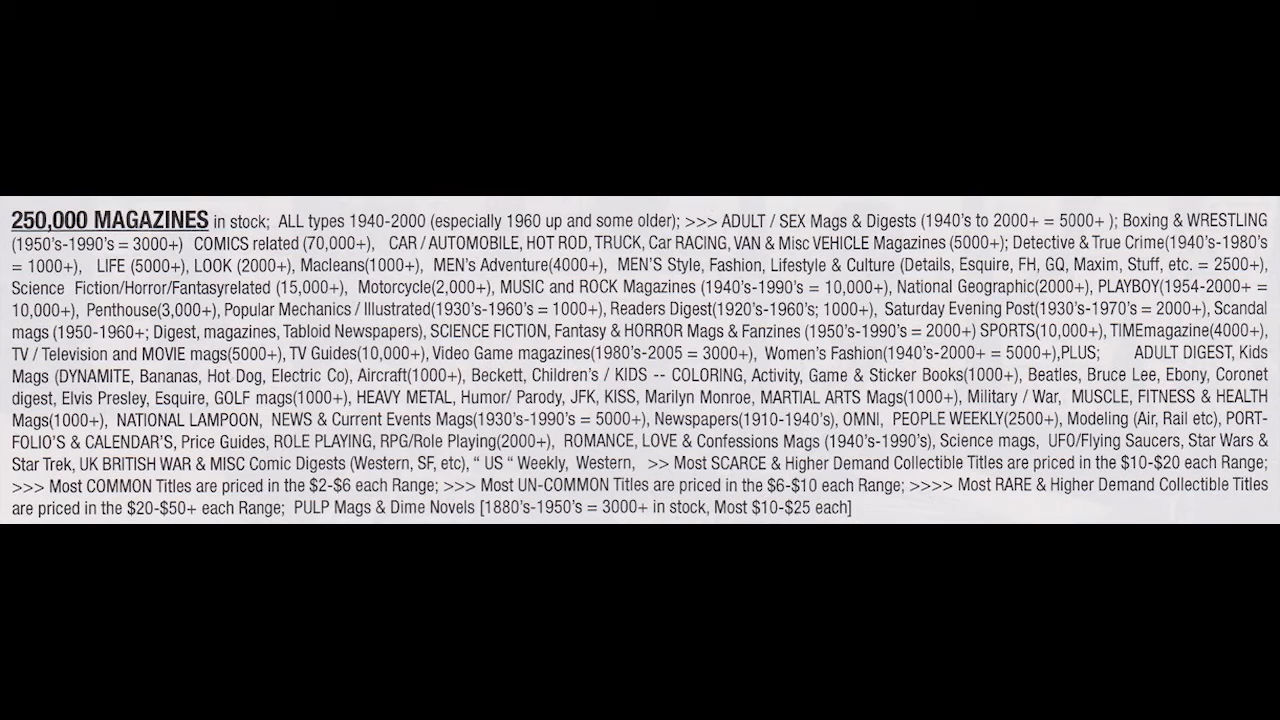 250,000 MAGAZINES in stock; ALL types 1940-2000 (especially 1960 up and some older); >>> ADULT / SEX Mags & Digests (1940's to 2000+ = 5000+ ); Boxing & WRESTLING
(1950's-1990's = 3000+) COMICS related (70,000+), CAR / AUTOMOBILE, HOT ROD, TRUCK, Car RACING, VAN & Misc VEHICLE Magazines (5000+); Detective & True Crime(1940's-1980's
= 1000+), LIFE (5000+), LOOK (2000+), Macleans(1000+), MEN's Adventure(4000+), MEN'S Style, Fashion, Lifestyle & Culture (Details, Esquire, FH, GQ, Maxim, Stuff, etc. = 2500+),
Science Fiction/Horror/Fantasyrelated (15,000+), Motorcycle(2,000+), MUSIC and ROCK Magazines (1940's-1990's = 10,000+), National Geographic(2000+), PLAYBOY(1954-2000+ =
10,000+), Penthouse(3,000+), Popular Mechanics / Illustrated(1930's-1960's = 1000+), Readers Digest(1920's-1960's; 1000+), Saturday Evening Post(1930's-1970's = 2000+), Scandal
mags (1950-1960+; Digest, magazines, Tabloid Newspapers), SCIENCE FICTION, Fantasy & HORROR Mags & Fanzines (1950's-1990's = 2000+) SPORTS(10,000+), TIMEmagazine(4000+),
TV / Television and MOVIE mags(5000+), TV Guides(10,000+), Video Game magazines(1980's-2005 = 3000+), Women's Fashion(1940's-2000+ = 5000+),PLUS; ADULT DIGEST, Kids
Mags (DYNAMITE, Bananas, Hot Dog, Electric Co), Aircraft(1000+), Beckett, Children's / KIDS -- COLORING, Activity, Game & Sticker Books(1000+), Beatles, Bruce Lee, Ebony, Coronet
digest, Elvis Presley, Esquire, GOLF mags(1000+), HEAVY METAL, Humor/ Parody, JFK, KISS, Marilyn Monroe, MARTIAL ARTS Mags(1000+), Military / War, MUSCLE, FITNESS & HEALTH
Mags(1000+), NATIONAL LAMPOON, NEWS & Current Events Mags(1930's-1990's = 5000+), Newspapers(1910-1940's), OMNI, PEOPLE WEEKLY(2500+), Modeling (Air, Rail etc), PORT-
FOLIO'S & CALENDAR'S, Price Guides, ROLE PLAYING, RPG/Role Playing(2000+), ROMANCE, LOVE & Confessions Mags (1940's-1990's), Science mags, UFO/Flying Saucers, Star Wars &
Star Trek, UK BRITISH WAR & MISC Comic Digests (Western, SF, etc), " US " Weekly, Western, >> Most SCARCE & Higher Demand Collectible Titles are priced in the $10-$20 each Range;
>>> Most COMMON Titles are priced in the $2-$6 each Range; >>> Most UN-COMMON Titles are priced in the $6-$10 each Range; >>>> Most RARE & Higher Demand Collectible Titles
are priced in the $20-$50+ each Range; PULP Mags & Dime Novels [1880's-1950's = 3000+ in stock, Most $10-$25 each]